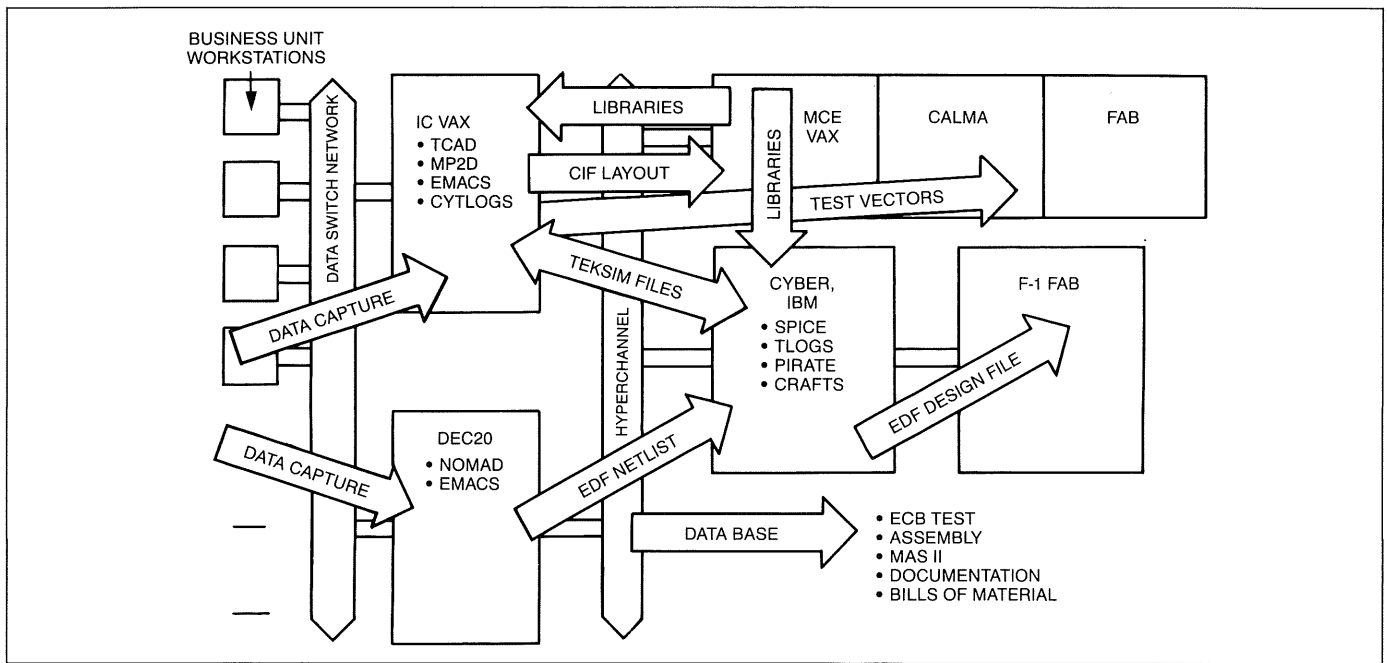 BUSINESS UNIT
WORKSTATIONS
DATA SWITCH NETWORK
IC VAX
• TCAD
• MP2D
• EMACS
• CYTLOGS
LIBRARIES
CIF LAYOUT
LIBRARIES
MCE
VAX
CALMA
FAB
TEST VECTORS
TEKSIM FILES
DATA CAPTURE
HYPERCHANNEL
CYBER,
IBM
• SPICE
• TLOGS
• PIRATE
• CRAFTS
F-1 FAB
EDF DESIGN FILE
DATA CAPTURE
DEC20
• NOMAD
• EMACS
EDF NETLIST
DATA BASE
• ECB TEST
• ASSEMBLY
• MAS II
• DOCUMENTATION
• BILLS OF MATERIAL